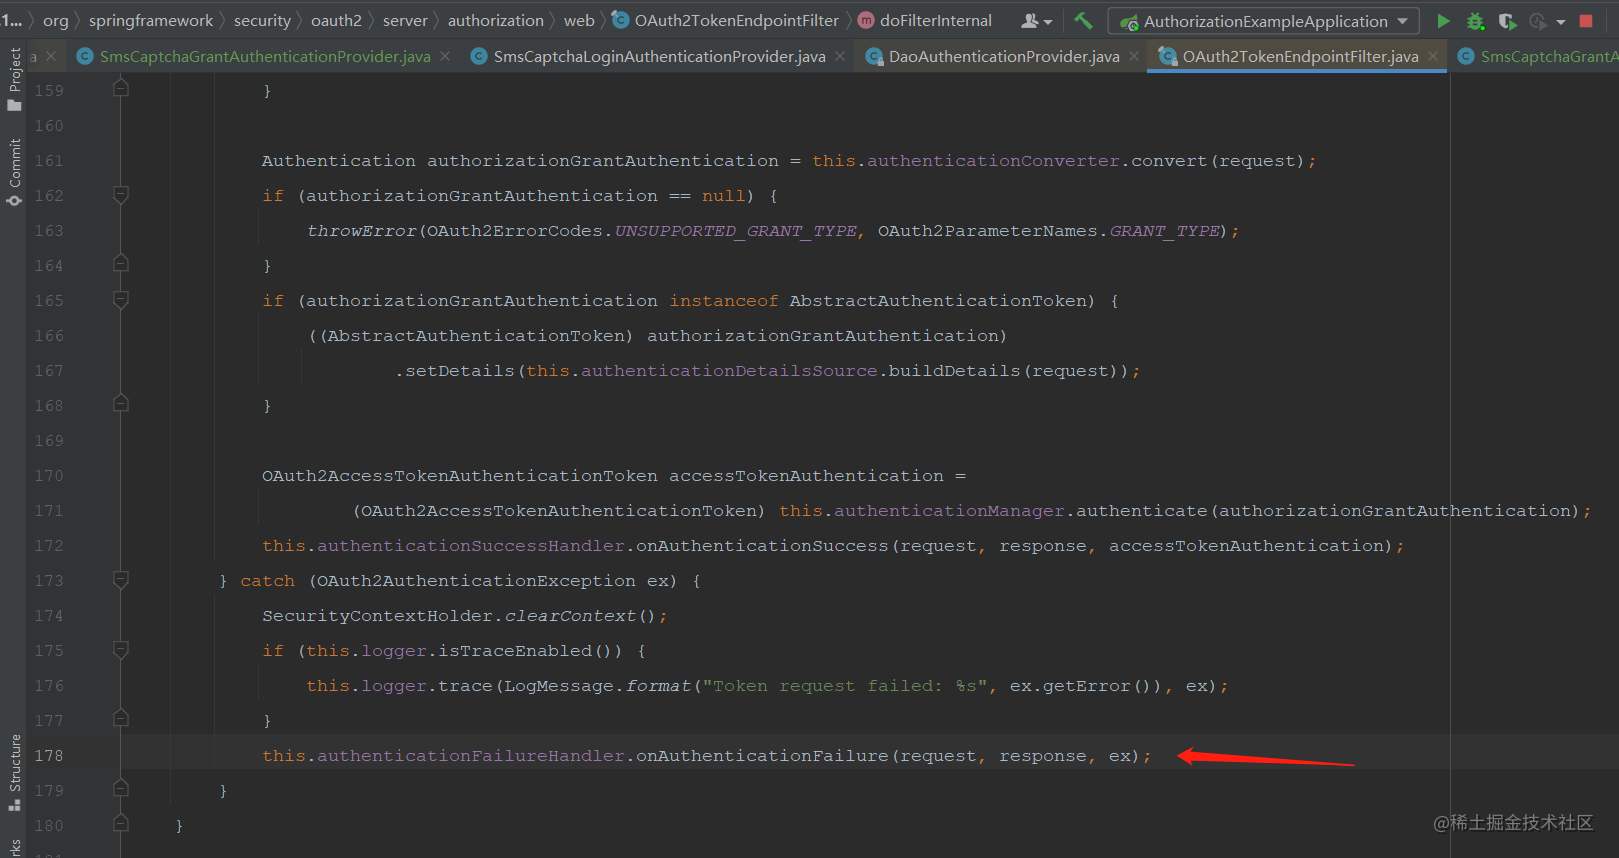 .1... 〉 org 〉 springframework 〉 security 〉 oauth2 〉 server 〉 authorization 〉 web 〉 OAuth2TokenEndpointFilter 〉 doFilterInternal AuthorizationExampleApplication
a SmsCaptchaGrantAuthenticationProvider.java SmsCaptchaLoginAuthenticationProvider.java DaoAuthenticationProvider.java OAuth2TokenEndpointFilter.java SmsCaptchaGrantA
Project
Commit
Structure
rks
159 }
160
161 Authentication authorizationGrantAuthentication = this.authenticationConverter.convert(request);
162 if (authorizationGrantAuthentication == null) {
163 throwError(OAuth2ErrorCodes.UNSUPPORTED_GRANT_TYPE, OAuth2ParameterNames.GRANT_TYPE);
164 }
165 if (authorizationGrantAuthentication instanceof AbstractAuthenticationToken) {
166 ((AbstractAuthenticationToken) authorizationGrantAuthentication)
167 .setDetails(this.authenticationDetailsSource.buildDetails(request));
168 }
169
170 OAuth2AccessTokenAuthenticationToken accessTokenAuthentication =
171 (OAuth2AccessTokenAuthenticationToken) this.authenticationManager.authenticate(authorizationGrantAuthentication);
172 this.authenticationSuccessHandler.onAuthenticationSuccess(request, response, accessTokenAuthentication);
173 } catch (OAuth2AuthenticationException ex) {
174 SecurityContextHolder.clearContext();
175 if (this.logger.isTraceEnabled()) {
176 this.logger.trace(LogMessage.format("Token request failed: %s", ex.getError()), ex);
177 }
178 this.authenticationFailureHandler.onAuthenticationFailure(request, response, ex);
179 }
180 }
@稀土掘金技术社区